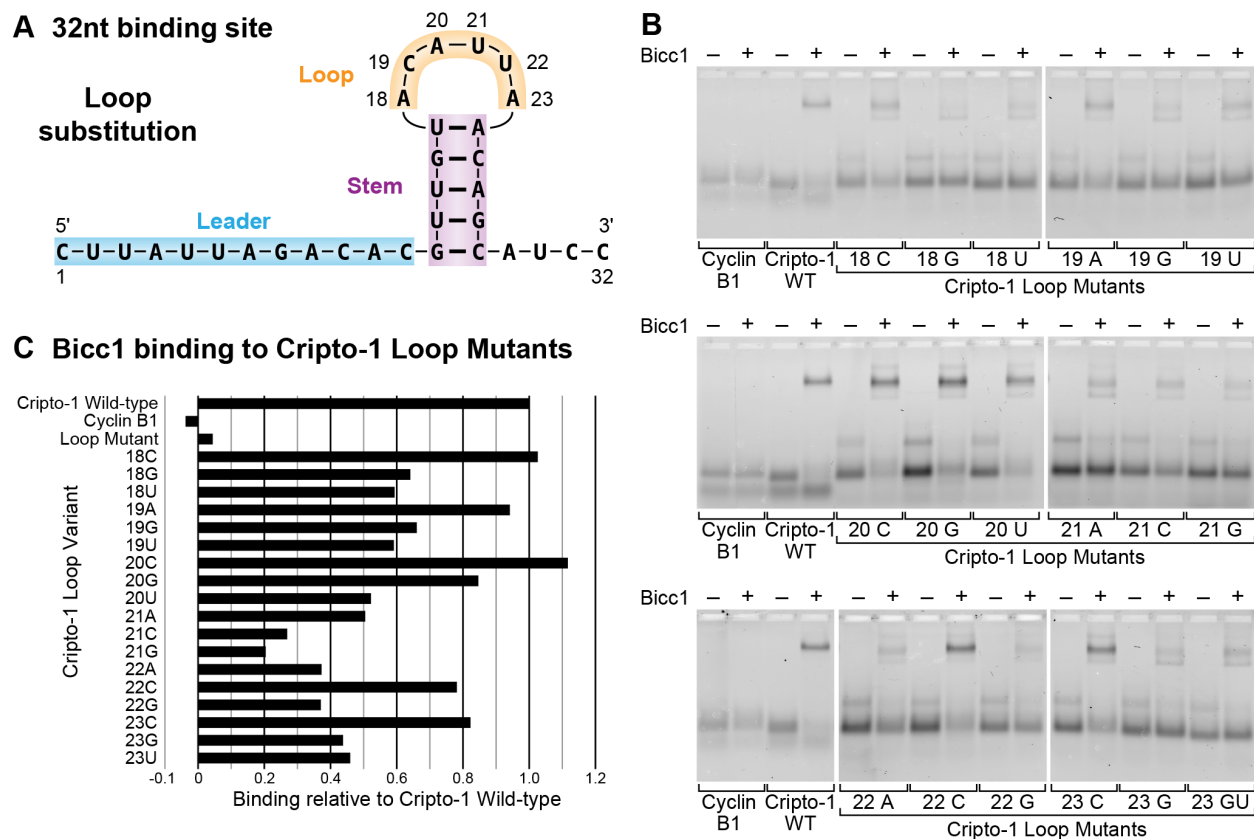 A 32nt binding site
Loop
substitution
20 21
19 22
18 23
C A U U
A A
Loop
U A
G C
U A
U G
Stem
Leader
5' 3'
C-U-U-A-U-U-A-G-A-C-A-C-G-C-A-U-C-C
1 32
B
Bicc1 - + - + - + - + - + - + - + - +
Cyclin B1 Cripto-1 WT 18 C 18 G 18 U 19 A 19 G 19 U
Cripto-1 Loop Mutants
Bicc1 - + - + - + - + - + - + - + - +
Cyclin B1 Cripto-1 WT 20 C 20 G 20 U 21 A 21 C 21 G
Cripto-1 Loop Mutants
Bicc1 - + - + - + - + - + - + - + - +
Cyclin B1 Cripto-1 WT 22 A 22 C 22 G 23 C 23 G 23 GU
Cripto-1 Loop Mutants
C Bicc1 binding to Cripto-1 Loop Mutants
Cripto-1 Loop Variant
Cripto-1 Wild-type
Cyclin B1
Loop Mutant
18C
18G
18U
19A
19G
19U
20C
20G
20U
21A
21C
21G
22A
22C
22G
23C
23G
23U
-0.1 0 0.2 0.4 0.6 0.8 1.0 1.2
Binding relative to Cripto-1 Wild-type